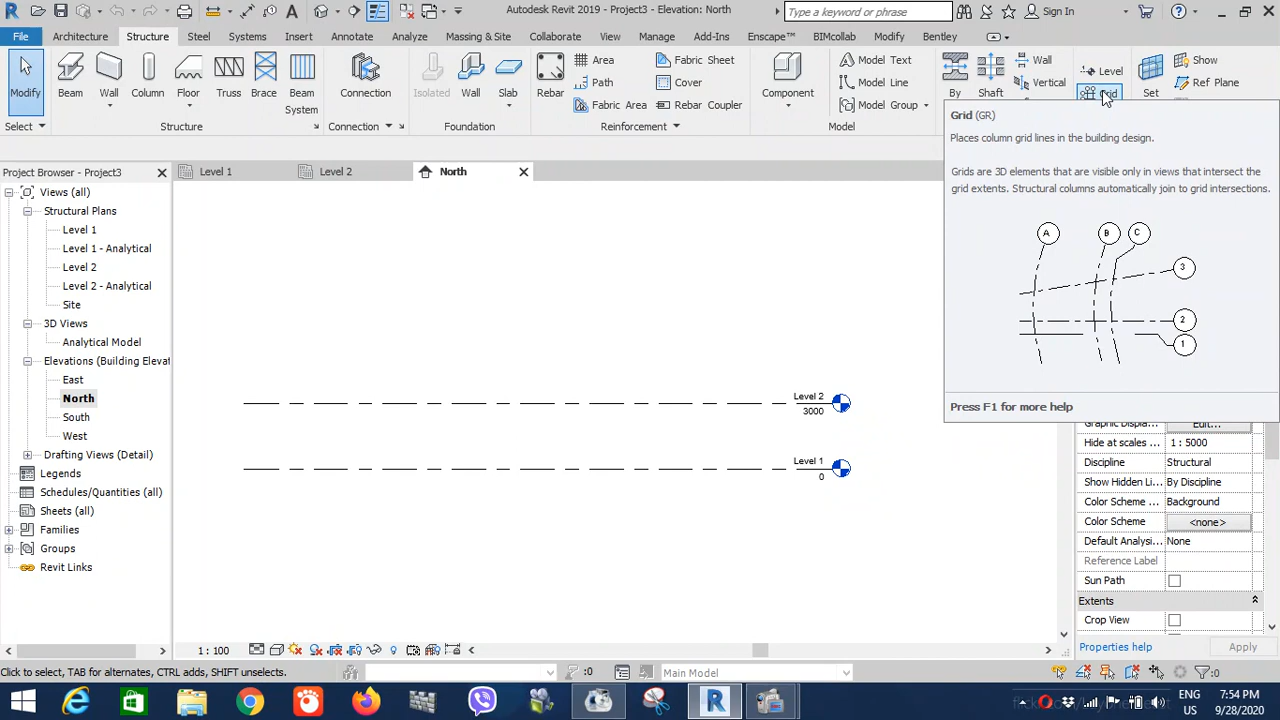 Autodesk Revit 2019 - Project3 - Elevation: North
Type a keyword or phrase
Sign In
File Architecture Structure Steel Systems Insert Annotate Analyze Massing & Site Collaborate View Manage Add-Ins Enscape™ BIMcollab Modify Bentley
Modify Beam Wall Column Floor Truss Brace Beam System Connection Isolated Wall Slab Rebar
Area Fabric Sheet
Path Cover
Fabric Area Rebar Coupler
Component
Model Text
Model Line
Model Group
By Shaft
Wall
Vertical
Level
Grid
Set
Show
Ref Plane
Select Structure Connection Foundation Reinforcement Model
Grid (GR)
Places column grid lines in the building design.
Grids are 3D elements that are visible only in views that intersect the
grid extents. Structural columns automatically join to grid intersections.
A B C
3
2
1
Press F1 for more help
Project Browser - Project3
Level 1 Level 2 North
Views (all)
Structural Plans
Level 1
Level 1 - Analytical
Level 2
Level 2 - Analytical
Site
3D Views
Analytical Model
Elevations (Building Elevat
East
North
South
West
Drafting Views (Detail)
Legends
Schedules/Quantities (all)
Sheets (all)
Families
Groups
Revit Links
Level 2
3000
Level 1
0
Graphic Displa... Edit...
Hide at scales ... 1 : 5000
Discipline Structural
Show Hidden Li... By Discipline
Color Scheme ... Background
Color Scheme <none>
Default Analysi... None
Reference Label
Sun Path
Extents
Crop View
Properties help Apply
1 : 100
Click to select, TAB for alternates, CTRL adds, SHIFT unselects.
:0
Main Model
:0
ENG
US
7:54 PM
9/28/2020